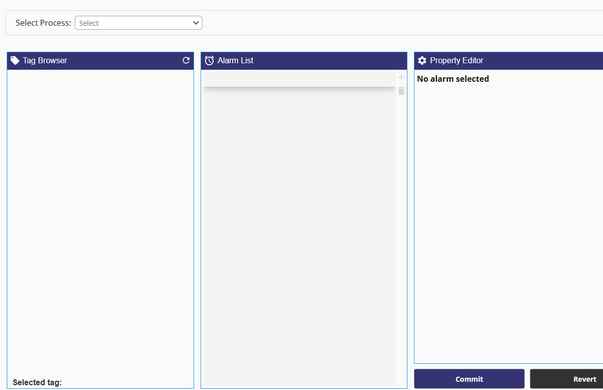 Select Process: Select
Tag Browser
Alarm List
Property Editor
No alarm selected
Selected tag:
Commit
Revert